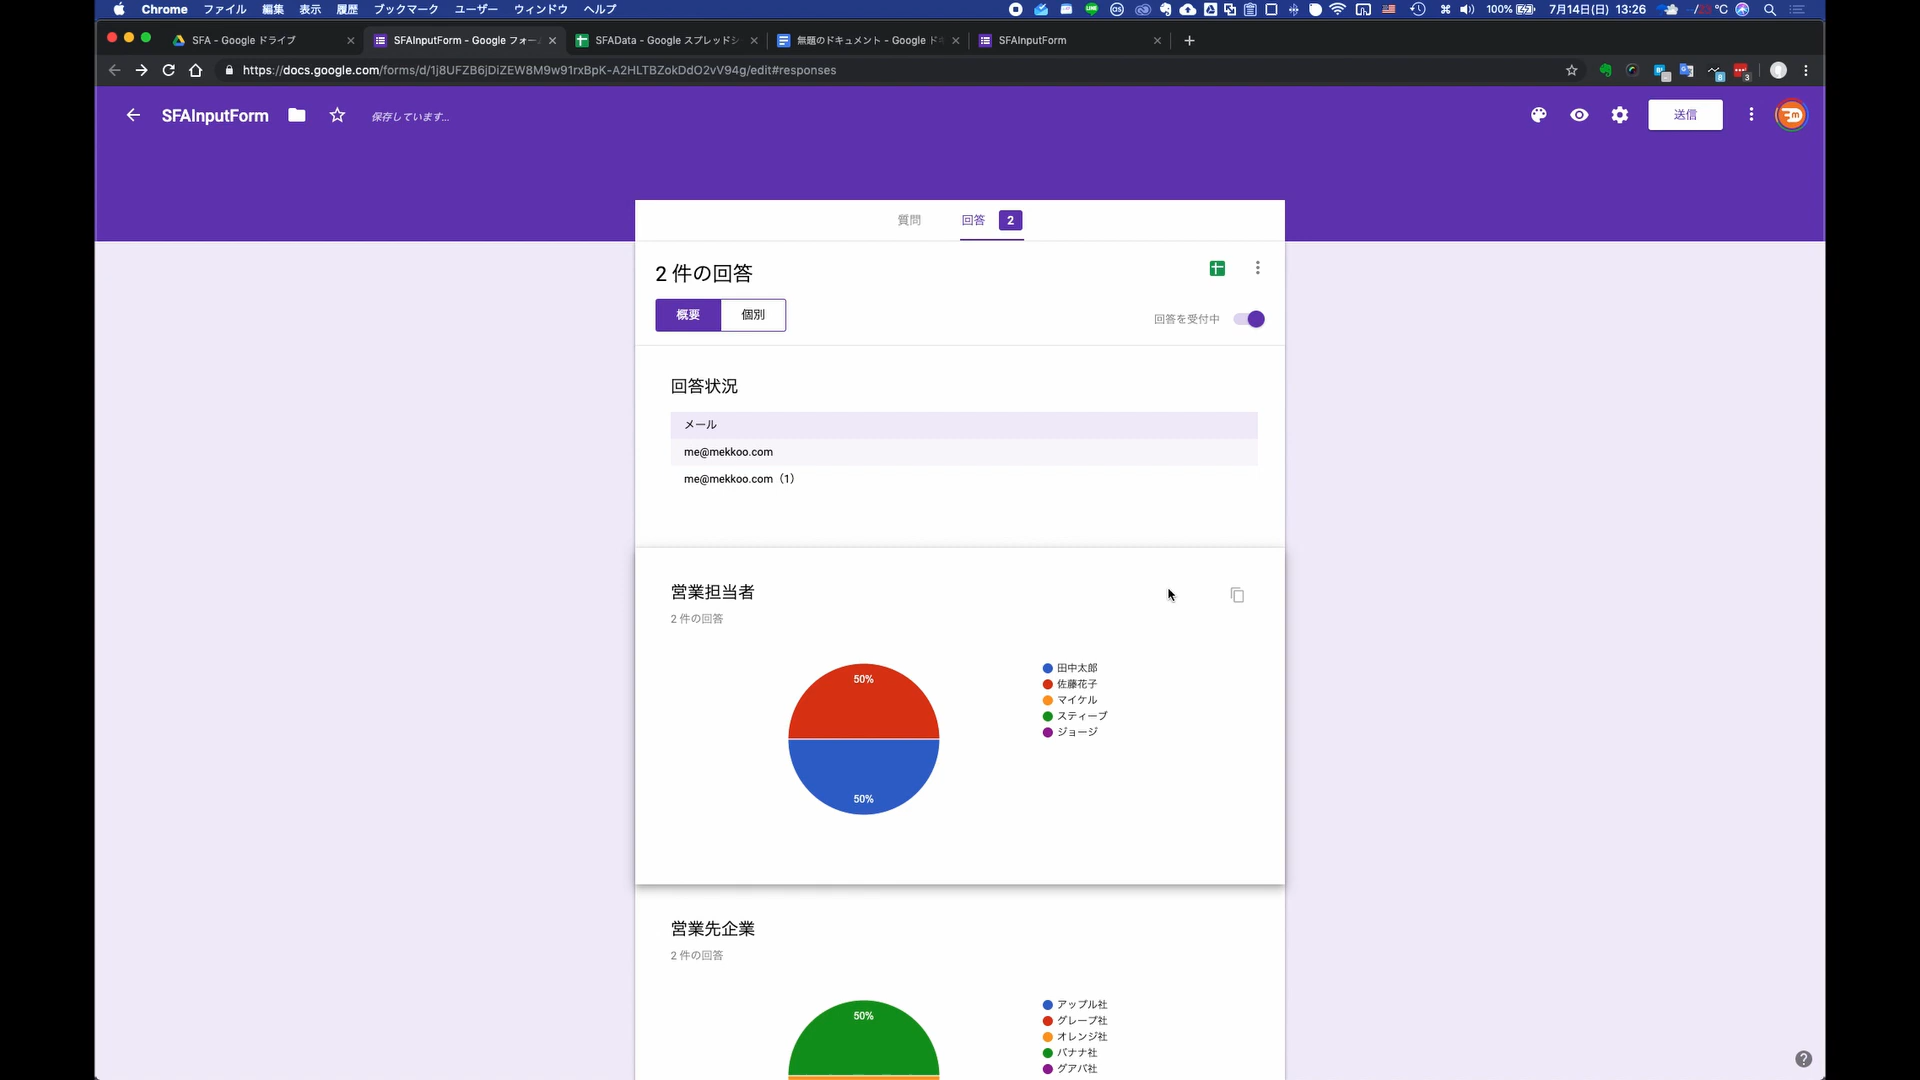 Chrome ファイル 編集 表示 履歴 ブックマーク ユーザー ウィンドウ ヘルプ
100% 7月14日(日) 13:26
SFA - Google ドライブ
SFAInputForm - Google フォー
SFAData - Google スプレッドシ
無題のドキュメント - Google ド
SFAInputForm
https://docs.google.com/forms/d/1j8UFZB6jDiZEW8M9w91rxBpK-A2HLTBZokDdO2vV94g/edit#responses
SFAInputForm
保存しています...
送信
質問
回答 2
2 件の回答
概要
個別
回答を受付中
回答状況
メール
me@mekkoo.com
me@mekkoo.com（1）
営業担当者
2 件の回答
50%
50%
田中太郎
佐藤花子
マイケル
スティーブ
ジョージ
営業先企業
2 件の回答
50%
アップル社
グレープ社
オレンジ社
バナナ社
グアバ社